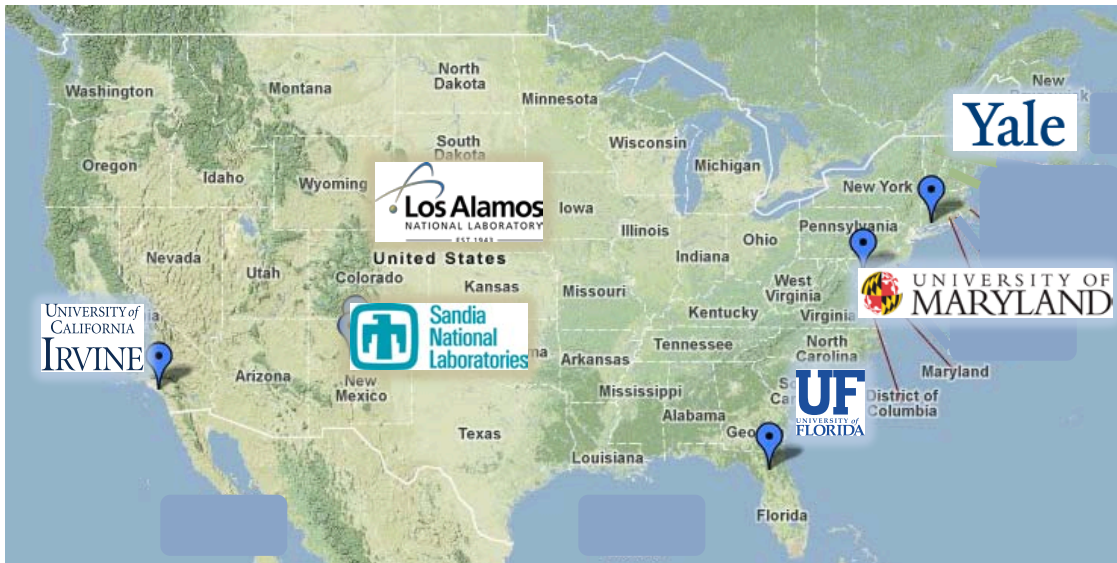 Washington
Montana
North
Dakota
Minnesota
New
Yale
Oregon
Idaho
South
Dakota
Wyoming
Wisconsin
Michigan
New York
Los Alamos
NATIONAL LABORATORY
EST. 1943
Iowa
Illinois
Indiana
Ohio
Pennsylvania
Nevada
Utah
United States
Colorado
Kansas
Missouri
West
Virginia
Kentucky
Virginia
UNIVERSITY OF
MARYLAND
UNIVERSITY of
CALIFORNIA
IRVINE
Sandia
National
Laboratories
Arizona
New
Mexico
Arkansas
Tennessee
North
Carolina
Maryland
Mississippi
Alabama
UF
UNIVERSITY of
FLORIDA
District of
Columbia
Texas
Louisiana
Florida